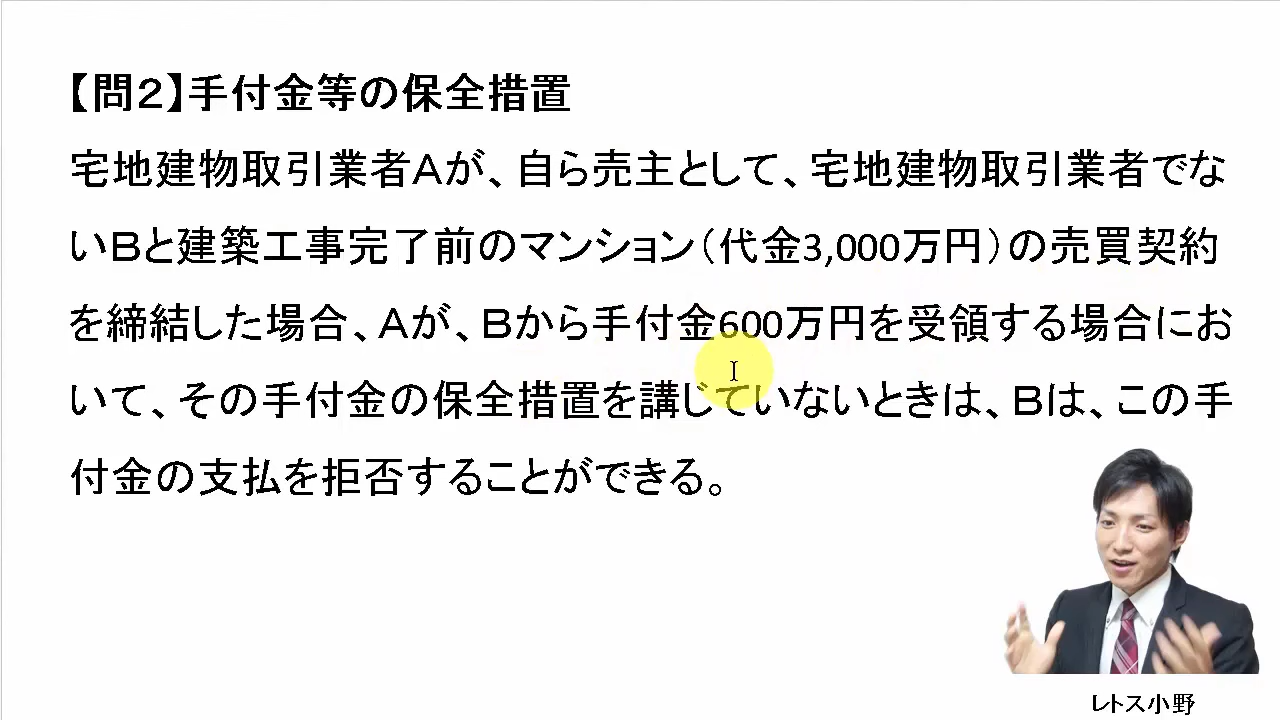 【問２】手付金等の保全措置
宅地建物取引業者Ａが、自ら売主として、宅地建物取引業者でな
いＢと建築工事完了前のマンション（代金3,000万円）の売買契約
を締結した場合、Ａが、Ｂから手付金600万円を受領する場合にお
いて、その手付金の保全措置を講じていないときは、Ｂは、この手
付金の支払を拒否することができる。
レトス小野